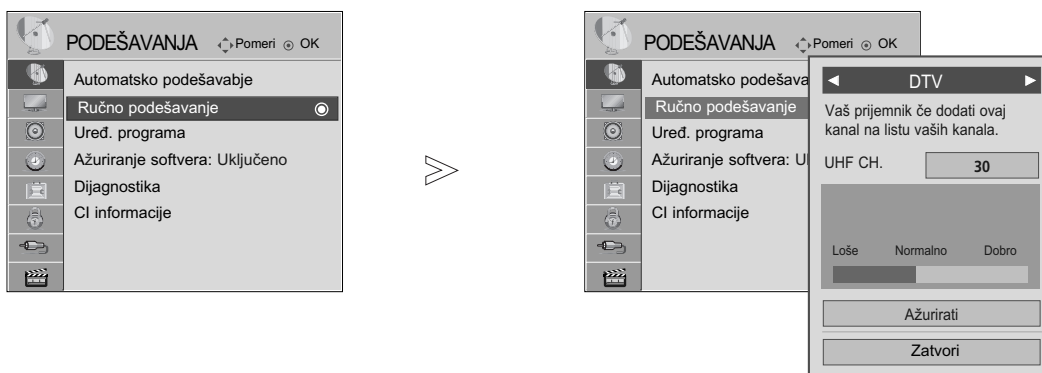 PODEŠAVANJA Pomeri OK
Automatsko podešavabje
Ručno podešavanje
Uređ. programa
Ažuriranje softvera: Uključeno
Dijagnostika
CI informacije
PODEŠAVANJA Pomeri OK
Automatsko podešava
Ručno podešavanje
Uređ. programa
Ažuriranje softvera: Ul
Dijagnostika
CI informacije
DTV
Vaš prijemnik če dodati ovaj
kanal na listu vaših kanala.
UHF CH. 30
Loše Normalno Dobro
Ažurirati
Zatvori